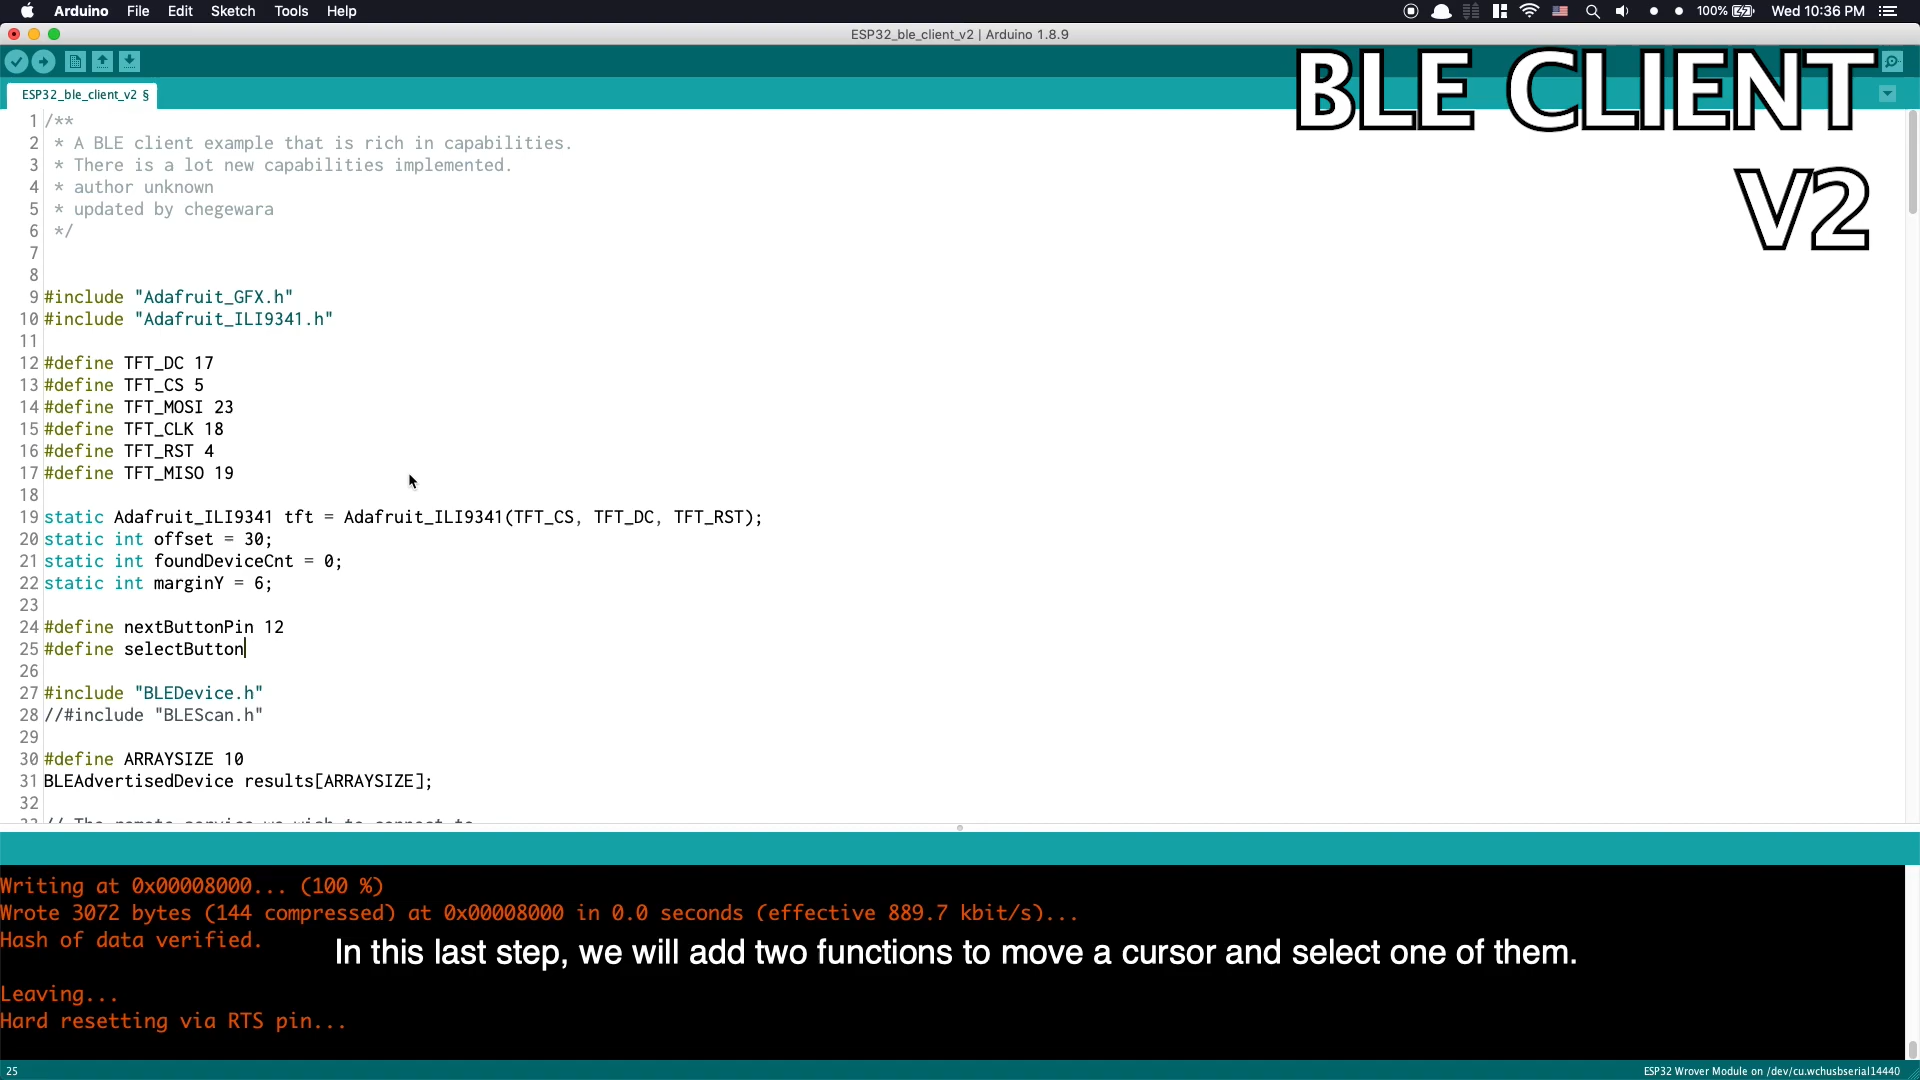 Arduino File Edit Sketch Tools Help 100% Wed 10:36 PM
ESP32_ble_client_v2 | Arduino 1.8.9
BLE CLIENT
V2
ESP32_ble_client_v2 §
1 /**
2 * A BLE client example that is rich in capabilities.
3 * There is a lot new capabilities implemented.
4 * author unknown
5 * updated by chegewara
6 */
7
8
9 #include "Adafruit_GFX.h"
10 #include "Adafruit_ILI9341.h"
11
12 #define TFT_DC 17
13 #define TFT_CS 5
14 #define TFT_MOSI 23
15 #define TFT_CLK 18
16 #define TFT_RST 4
17 #define TFT_MISO 19
18
19 static Adafruit_ILI9341 tft = Adafruit_ILI9341(TFT_CS, TFT_DC, TFT_RST);
20 static int offset = 30;
21 static int foundDeviceCnt = 0;
22 static int marginY = 6;
23
24 #define nextButtonPin 12
25 #define selectButton
26
27 #include "BLEDevice.h"
28 //#include "BLEScan.h"
29
30 #define ARRAYSIZE 10
31 BLEAdvertisedDevice results[ARRAYSIZE];
32
33 // The remote service we wish to connect to
Writing at 0x00008000... (100 %)
Wrote 3072 bytes (144 compressed) at 0x00008000 in 0.0 seconds (effective 889.7 kbit/s)...
Hash of data verified.
In this last step, we will add two functions to move a cursor and select one of them.
Leaving...
Hard resetting via RTS pin...
25 ESP32 Wrover Module on /dev/cu.wchusbserial14440